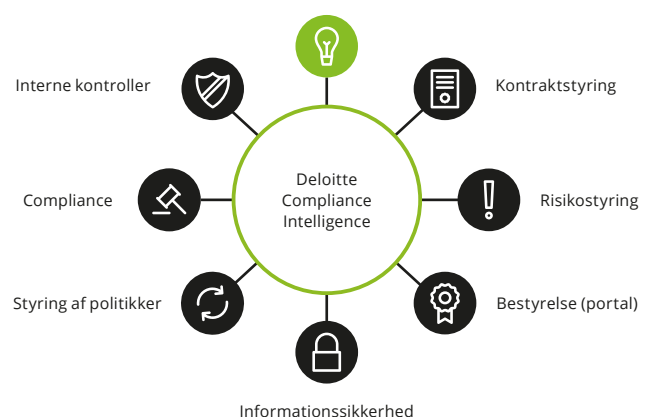 Interne kontroller
Kontraktstyring
Deloitte
Compliance
Intelligence
Compliance
Risikostyring
Styring af politikker
Bestyrelse (portal)
Informationssikkerhed